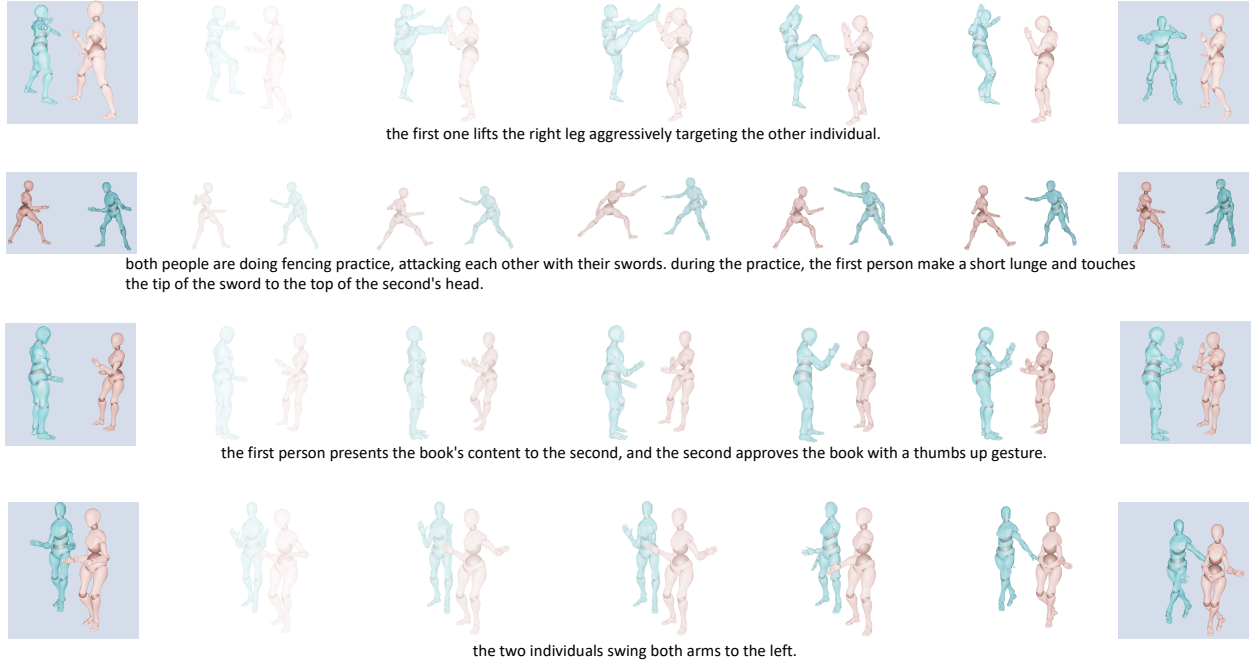 the first one lifts the right leg aggressively targeting the other individual.
both people are doing fencing practice, attacking each other with their swords. during the practice, the first person make a short lunge and touches
the tip of the sword to the top of the second's head.
the first person presents the book's content to the second, and the second approves the book with a thumbs up gesture.
the two individuals swing both arms to the left.